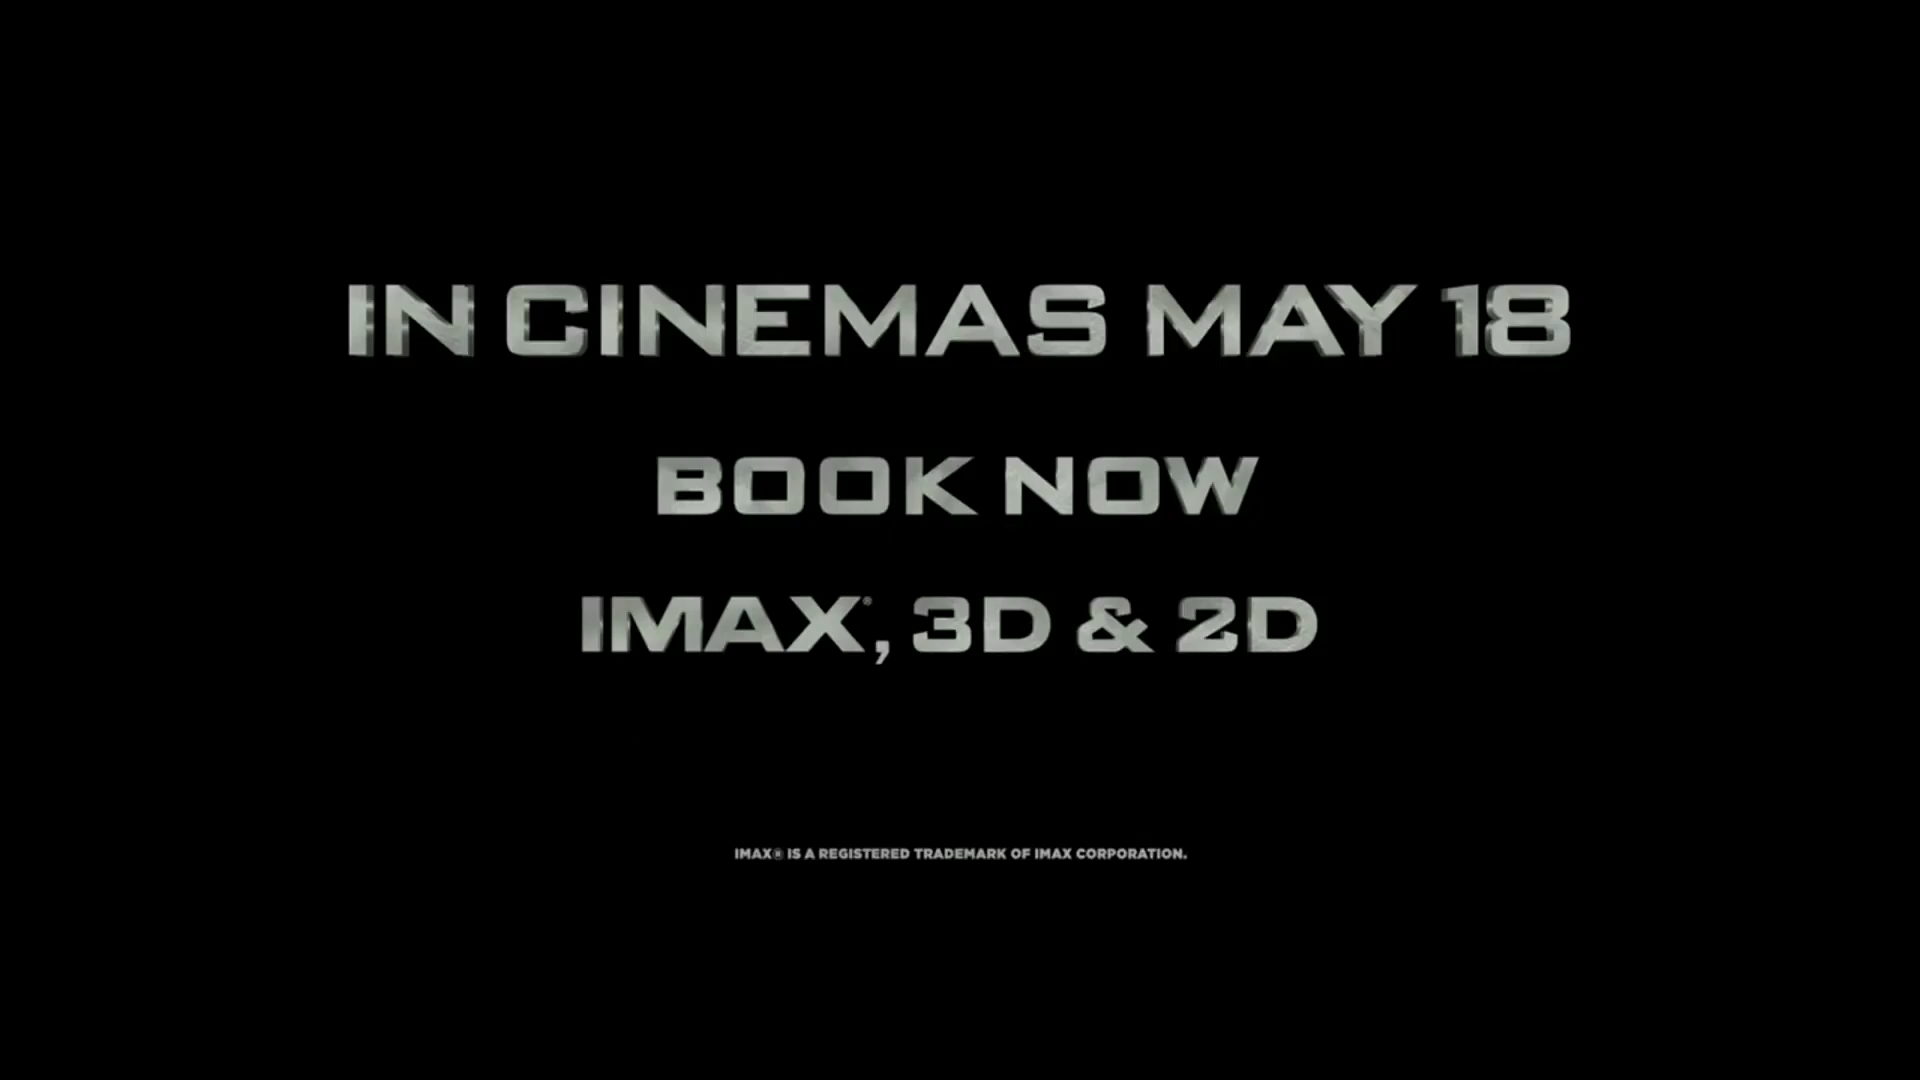 IN CINEMAS MAY 18
BOOK NOW
IMAX®, 3D & 2D
IMAX® IS A REGISTERED TRADEMARK OF IMAX CORPORATION.